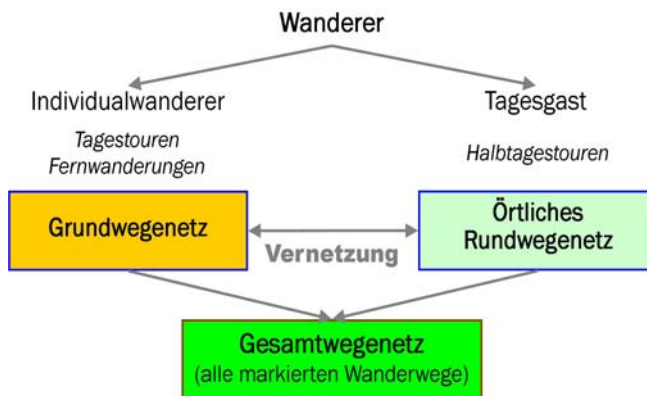 Wanderer
Individualwanderer
Tagesgast
Tagestouren
Fernwanderungen
Halbtagestouren
Grundwegenetz
Vernetzung
Örtliches
Rundwegenetz
Gesamtwegenetz
(alle markierten Wanderwege)